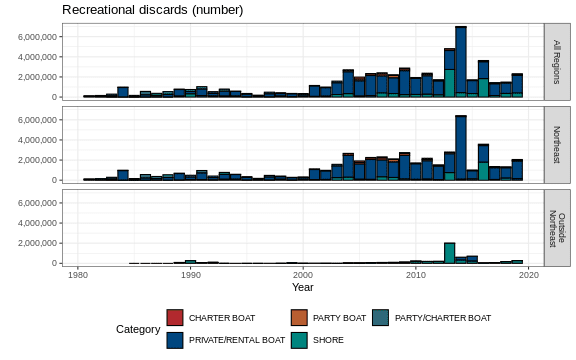 Recreational discards (number)
6,000,000
4,000,000
2,000,000
0
All Regions
6,000,000
4,000,000
2,000,000
0
Northeast
6,000,000
4,000,000
2,000,000
0
Outside
Northeast
1980 1990 2000 2010 2020
Year
Category
CHARTER BOAT PARTY BOAT PARTY/CHARTER BOAT
PRIVATE/RENTAL BOAT SHORE